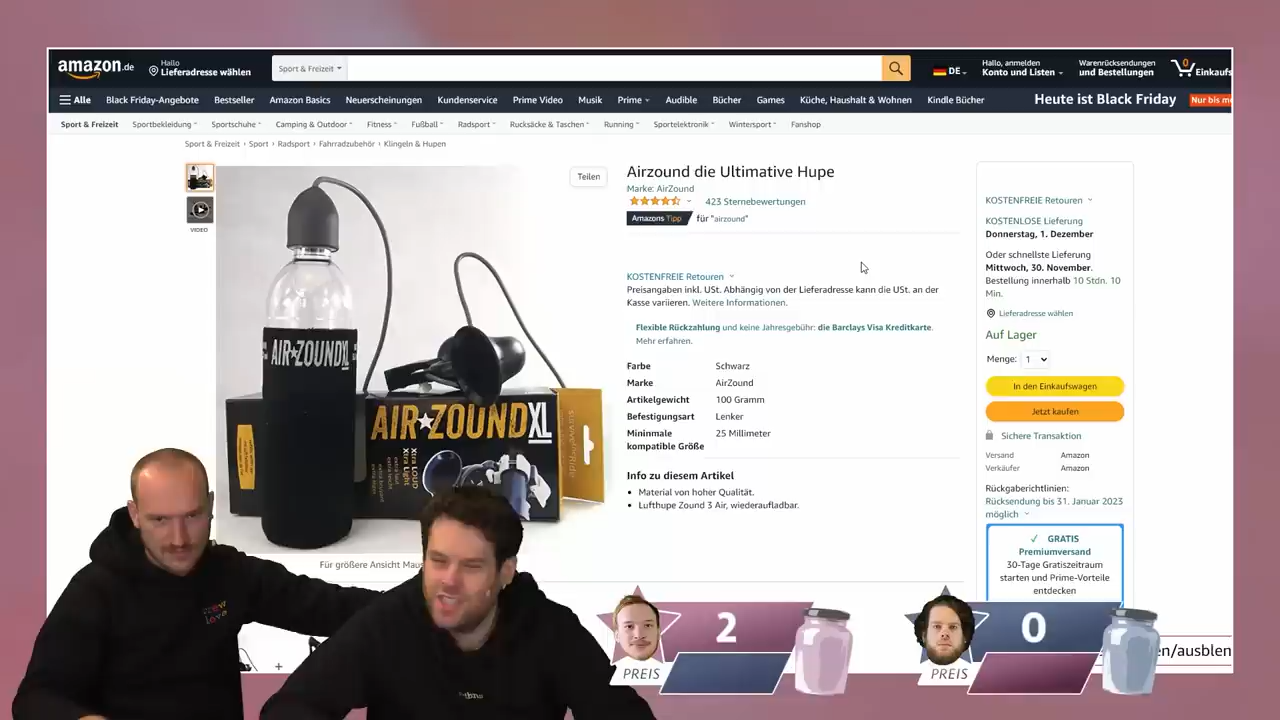 amazon.de
Hallo
Lieferadresse wählen
Sport & Freizeit
DE
Hallo, anmelden
Konto und Listen
Warenrücksendungen
und Bestellungen
0
Einkaufs
Alle
Black Friday-Angebote
Bestseller
Amazon Basics
Neuerscheinungen
Kundenservice
Prime Video
Musik
Prime
Audible
Bücher
Games
Küche, Haushalt & Wohnen
Kindle Bücher
Heute ist Black Friday
Nur bis m
Sport & Freizeit
Sportbekleidung
Sportschuhe
Camping & Outdoor
Fitness
Fußball
Radsport
Rucksäcke & Taschen
Running
Sportelektronik
Wintersport
Fanshop
Sport & Freizeit › Sport › Radsport › Fahrradzubehör › Klingeln & Hupen
VIDEO
Teilen
AIR★ZOUND XL
AIR★ZOUND XL
Xtra LOUD
Xtra Light
Für größere Ansicht Mau
Airzound die Ultimative Hupe
Marke: AirZound
423 Sternebewertungen
Amazons Tipp für "airzound"
KOSTENFREIE Retouren
Preisangaben inkl. USt. Abhängig von der Lieferadresse kann die USt. an der
Kasse variieren. Weitere Informationen.
Flexible Rückzahlung und keine Jahresgebühr: die Barclays Visa Kreditkarte.
Mehr erfahren.
Farbe Schwarz
Marke AirZound
Artikelgewicht 100 Gramm
Befestigungsart Lenker
Mininmale 25 Millimeter
kompatible Größe
Info zu diesem Artikel
• Material von hoher Qualität.
• Lufthupe Zound 3 Air, wiederaufladbar.
KOSTENFREIE Retouren
KOSTENLOSE Lieferung
Donnerstag, 1. Dezember
Oder schnellste Lieferung
Mittwoch, 30. November.
Bestellung innerhalb 10 Stdn. 10
Min.
Lieferadresse wählen
Auf Lager
Menge: 1
In den Einkaufswagen
Jetzt kaufen
Sichere Transaktion
Versand Amazon
Verkäufer Amazon
Rückgaberichtlinien:
Rücksendung bis 31. Januar 2023
möglich
✓ GRATIS
Premiumversand
30-Tage Gratiszeitraum
starten und Prime-Vorteile
entdecken
2
PREIS
0
PREIS
en/ausblen